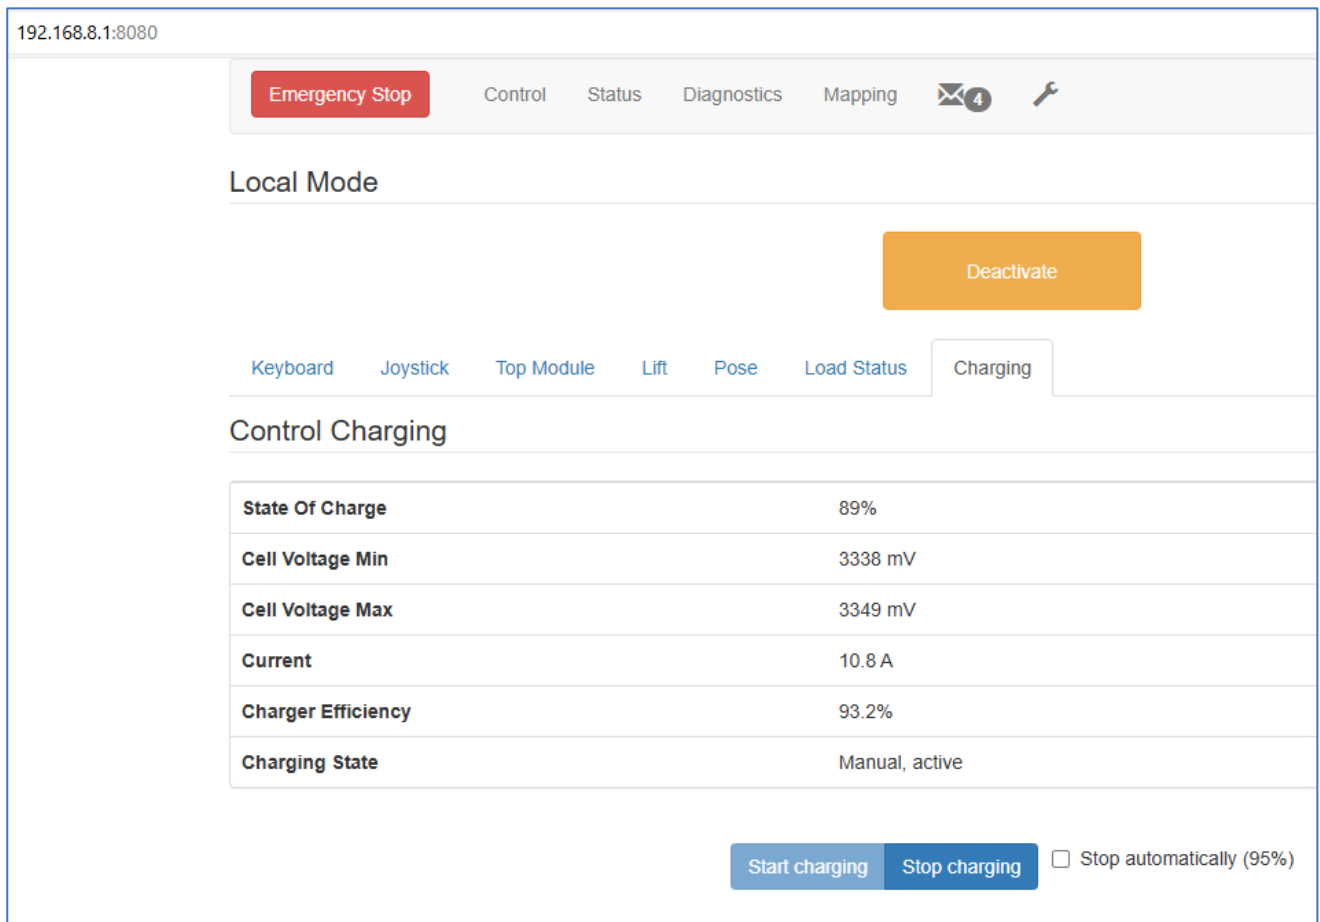 192.168.8.1:8080
Emergency Stop Control Status Diagnostics Mapping 4
Local Mode
Deactivate
Keyboard Joystick Top Module Lift Pose Load Status Charging
Control Charging
State Of Charge 89%
Cell Voltage Min 3338 mV
Cell Voltage Max 3349 mV
Current 10.8 A
Charger Efficiency 93.2%
Charging State Manual, active
Start charging Stop charging Stop automatically (95%)